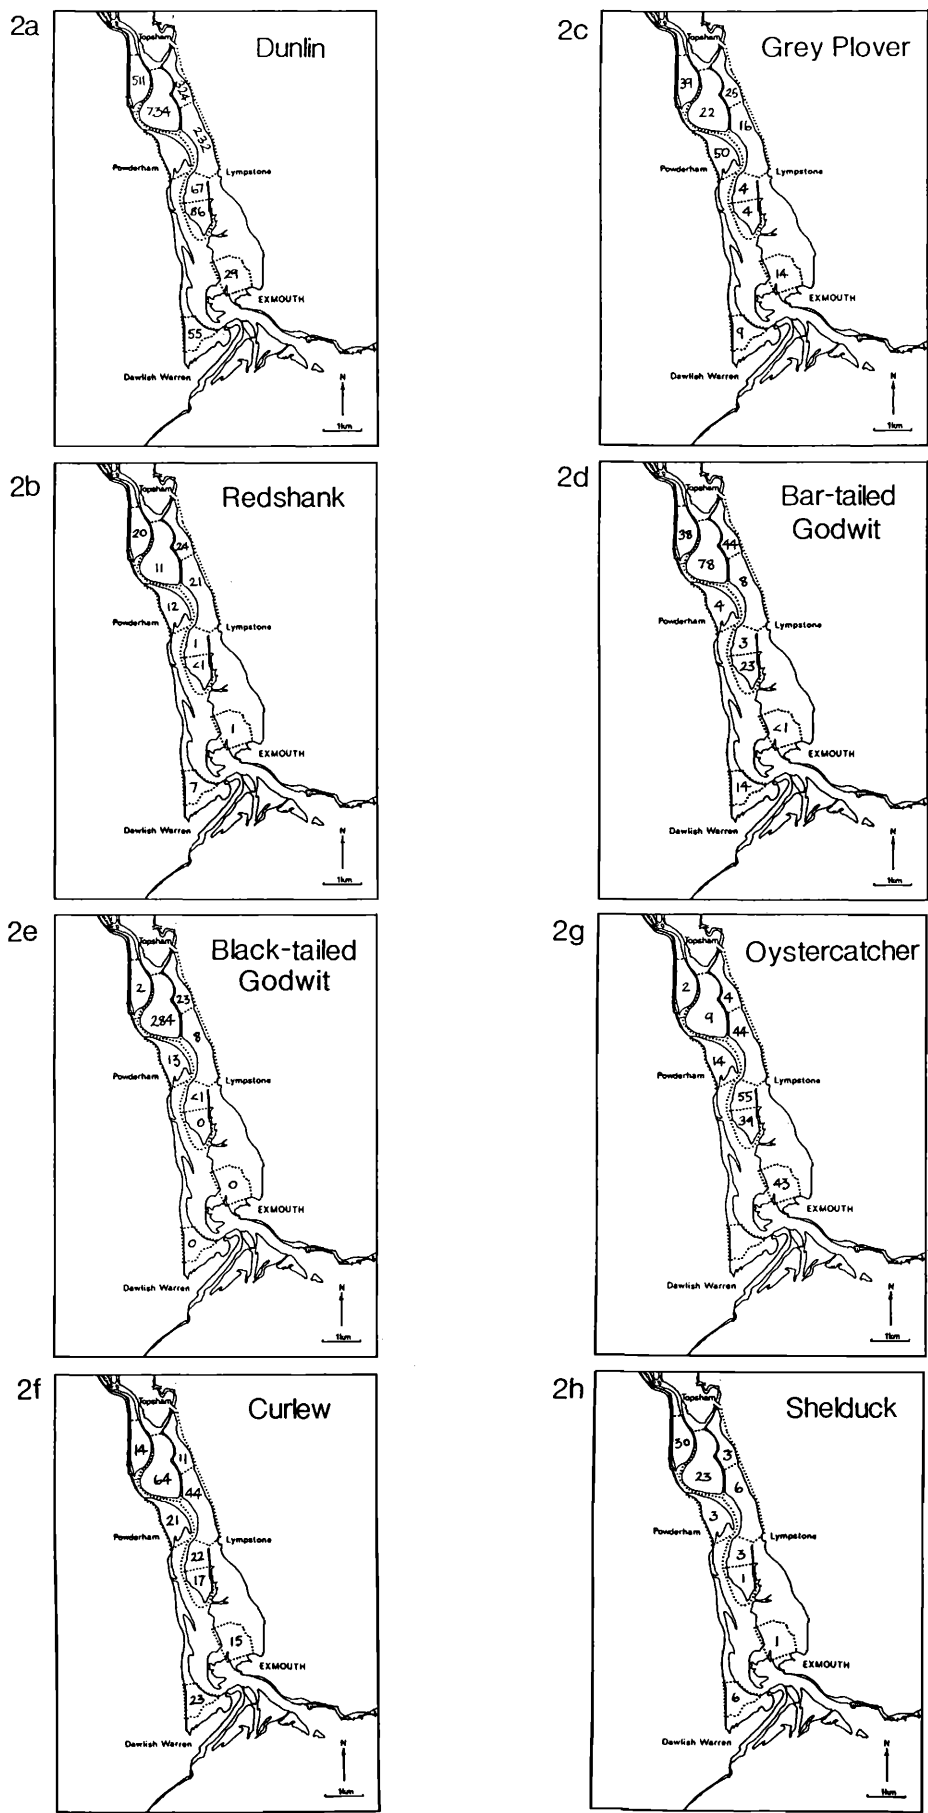 2a
Dunlin
Topsham
511
734
324
232
Powderham
Lympstone
67
86
29
EXMOUTH
55
Dawlish Warren
N
1km
2c
Grey Plover
Topsham
39
22
25
16
50
Powderham
Lympstone
4
4
14
EXMOUTH
9
Dawlish Warren
N
1km
2b
Redshank
Topsham
20
11
24
21
12
Powderham
Lympstone
1
<1
1
EXMOUTH
7
Dawlish Warren
N
1km
2d
Bar-tailed
Godwit
Topsham
38
78
44
8
4
Powderham
Lympstone
3
23
<1
EXMOUTH
14
Dawlish Warren
N
1km
2e
Black-tailed
Godwit
Topsham
2
284
23
8
13
Powderham
Lympstone
<1
0
0
EXMOUTH
0
Dawlish Warren
N
1km
2g
Oystercatcher
Topsham
2
9
4
44
14
Powderham
Lympstone
55
39
43
EXMOUTH
Dawlish Warren
N
1km
2f
Curlew
Topsham
14
64
11
44
21
Powderham
Lympstone
22
17
15
EXMOUTH
23
Dawlish Warren
N
1km
2h
Shelduck
Topsham
30
23
3
6
3
Powderham
Lympstone
3
1
1
EXMOUTH
6
Dawlish Warren
N
1km